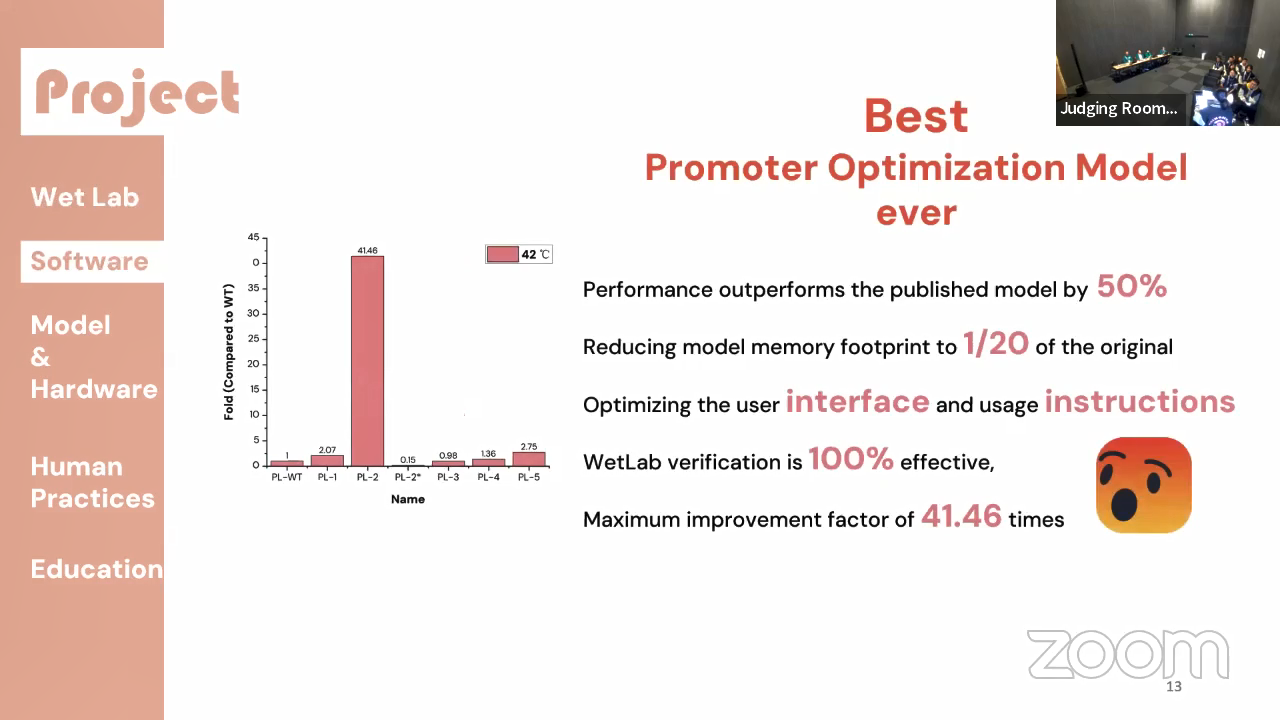 Project
Wet Lab
Software
Model
&
Hardware
Human
Practices
Education
45
0
35
30
25
20
15
10
5
0
Fold (Compared to WT)
1
2.07
41.46
0.15
0.98
1.36
2.75
PL-WT
PL-1
PL-2
PL-2*
PL-3
PL-4
PL-5
Name
42 ℃
Best
Promoter Optimization Model
ever
Performance outperforms the published model by 50%
Reducing model memory footprint to 1/20 of the original
Optimizing the user interface and usage instructions
WetLab verification is 100% effective,
Maximum improvement factor of 41.46 times
Judging Room...
zoom
13